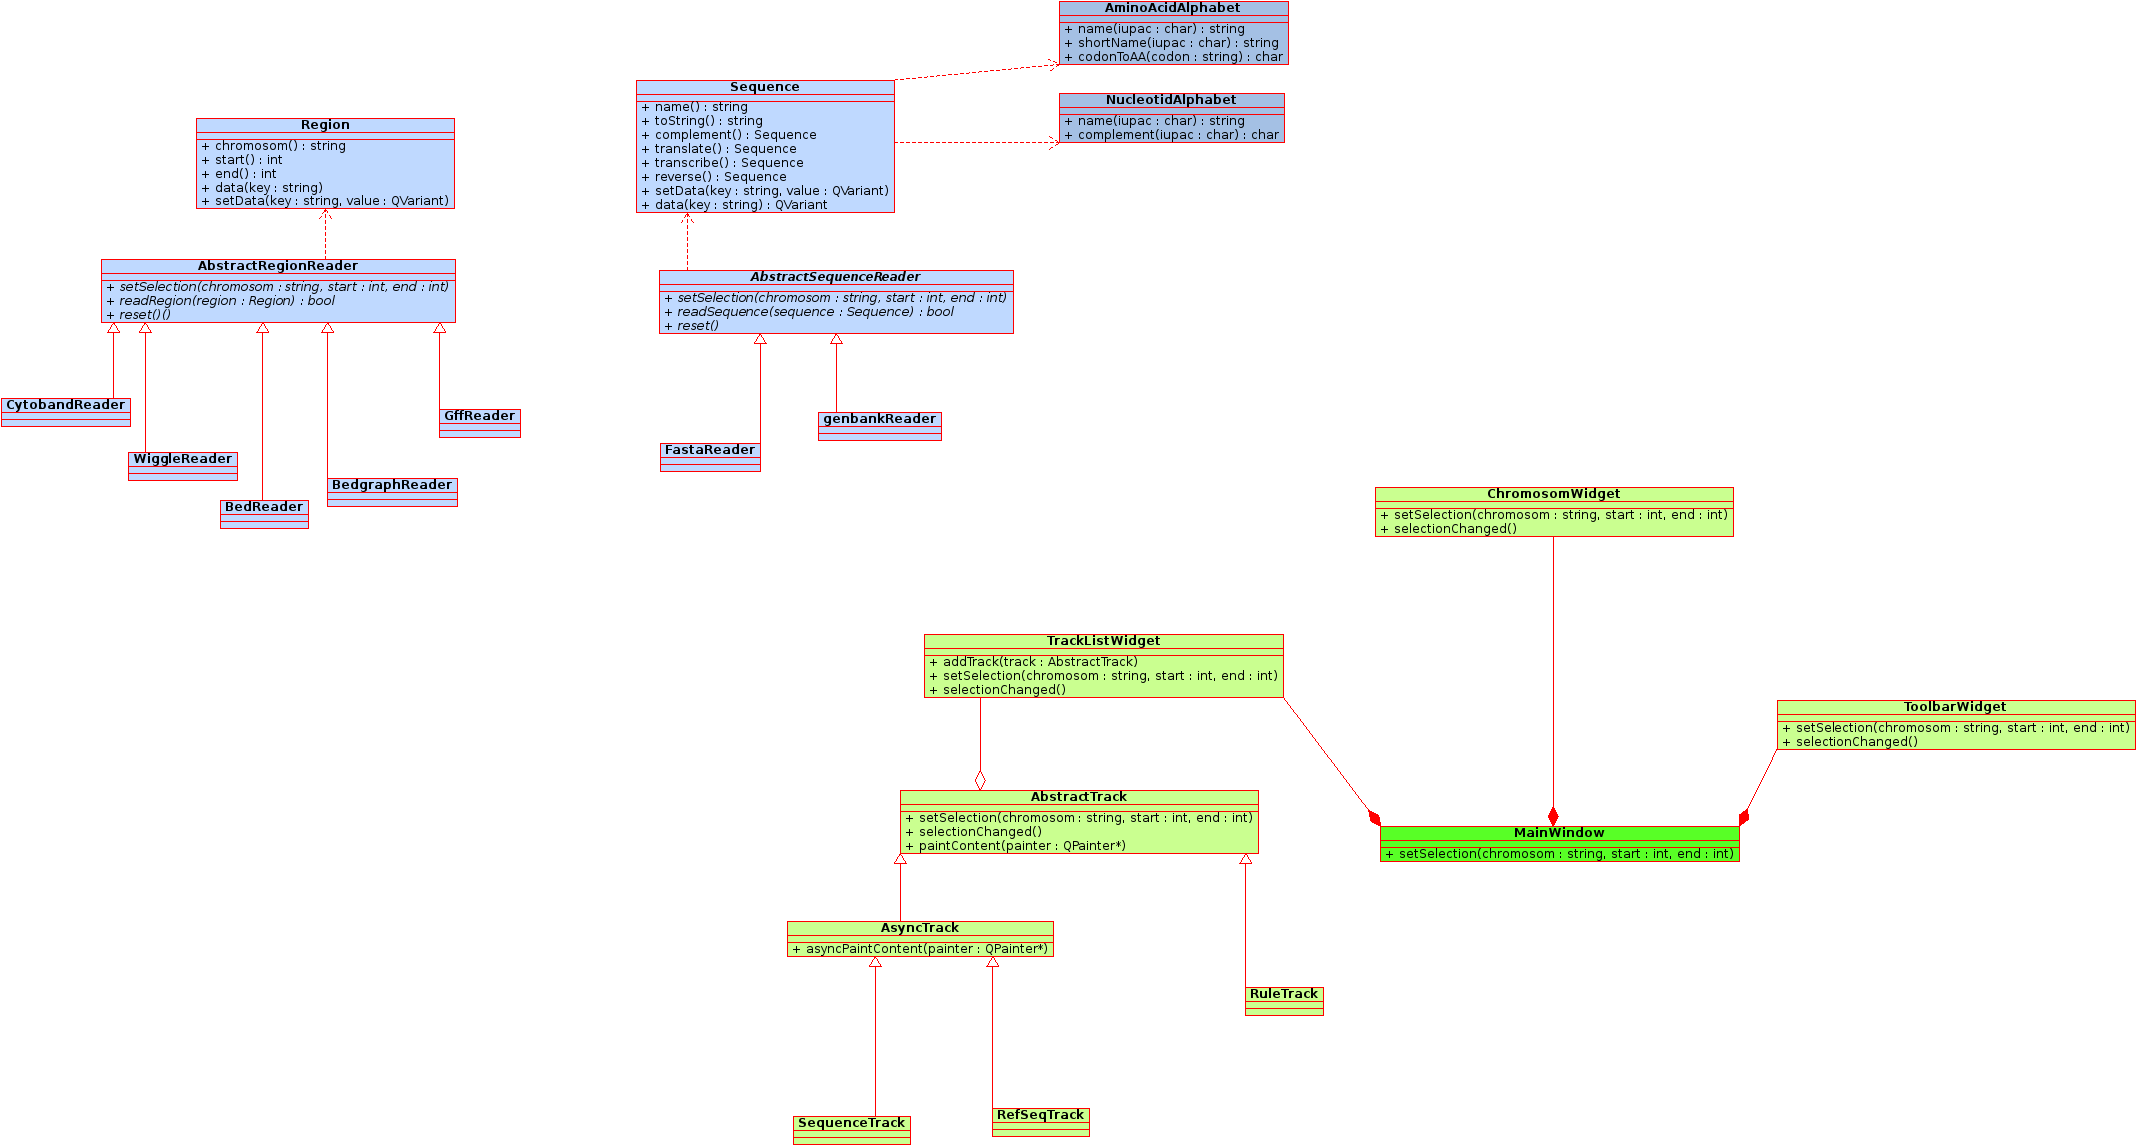 AminoAcidAlphabet
+ name(iupac : char) : string
+ shortName(iupac : char) : string
+ codonToAA(codon : string) : char
Sequence
+ name() : string
+ toString() : string
+ complement() : Sequence
+ translate() : Sequence
+ transcribe() : Sequence
+ reverse() : Sequence
+ setData(key : string, value : QVariant)
+ data(key : string) : QVariant
NucleotidAlphabet
+ name(iupac : char) : string
+ complement(iupac : char) : char
Region
+ chromosom() : string
+ start() : int
+ end() : int
+ data(key : string)
+ setData(key : string, value : QVariant)
AbstractRegionReader
+ setSelection(chromosom : string, start : int, end : int)
+ readRegion(region : Region) : bool
+ reset()()
AbstractSequenceReader
+ setSelection(chromosom : string, start : int, end : int)
+ readSequence(sequence : Sequence) : bool
+ reset()
CytobandReader
GffReader
WiggleReader
BedgraphReader
BedReader
genbankReader
FastaReader
ChromosomWidget
+ setSelection(chromosom : string, start : int, end : int)
+ selectionChanged()
TrackListWidget
+ addTrack(track : AbstractTrack)
+ setSelection(chromosom : string, start : int, end : int)
+ selectionChanged()
ToolbarWidget
+ setSelection(chromosom : string, start : int, end : int)
+ selectionChanged()
AbstractTrack
+ setSelection(chromosom : string, start : int, end : int)
+ selectionChanged()
+ paintContent(painter : QPainter*)
MainWindow
+ setSelection(chromosom : string, start : int, end : int)
AsyncTrack
+ asyncPaintContent(painter : QPainter*)
RuleTrack
SequenceTrack
RefSeqTrack